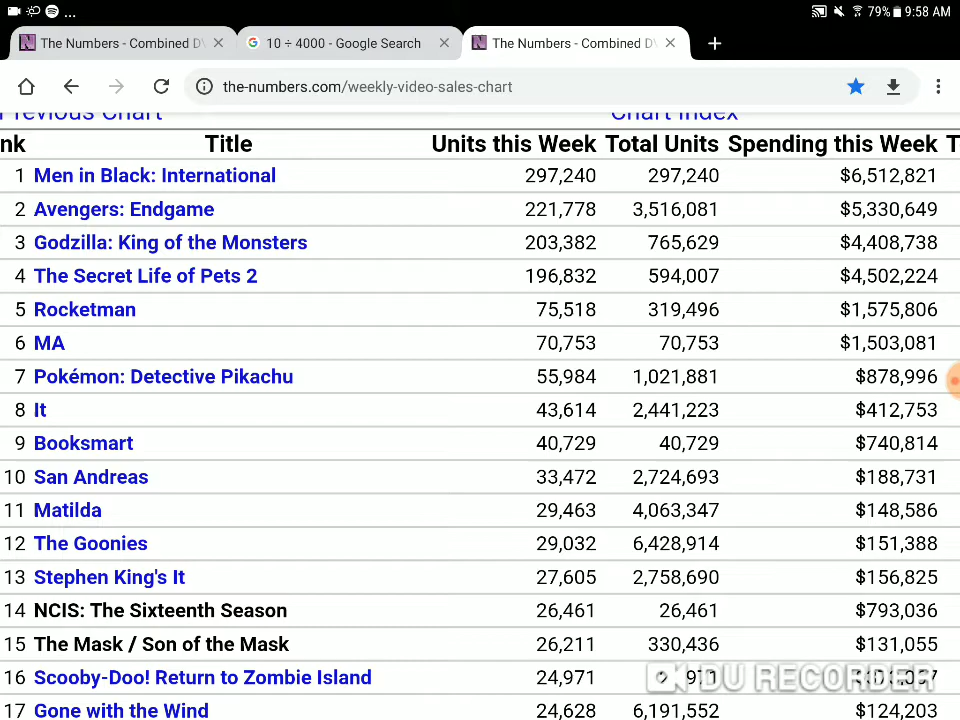 ... 79% 9:58 AM
The Numbers - Combined DV 10 ÷ 4000 - Google Search The Numbers - Combined DV
the-numbers.com/weekly-video-sales-chart
Previous Chart Chart Index
nk Title Units this Week Total Units Spending this Week T
1 Men in Black: International 297,240 297,240 $6,512,821
2 Avengers: Endgame 221,778 3,516,081 $5,330,649
3 Godzilla: King of the Monsters 203,382 765,629 $4,408,738
4 The Secret Life of Pets 2 196,832 594,007 $4,502,224
5 Rocketman 75,518 319,496 $1,575,806
6 MA 70,753 70,753 $1,503,081
7 Pokémon: Detective Pikachu 55,984 1,021,881 $878,996
8 It 43,614 2,441,223 $412,753
9 Booksmart 40,729 40,729 $740,814
10 San Andreas 33,472 2,724,693 $188,731
11 Matilda 29,463 4,063,347 $148,586
12 The Goonies 29,032 6,428,914 $151,388
13 Stephen King's It 27,605 2,758,690 $156,825
14 NCIS: The Sixteenth Season 26,461 26,461 $793,036
15 The Mask / Son of the Mask 26,211 330,436 $131,055
16 Scooby-Doo! Return to Zombie Island 24,971
DU RECORDER
17 Gone with the Wind 24,628 6,191,552 $124,203